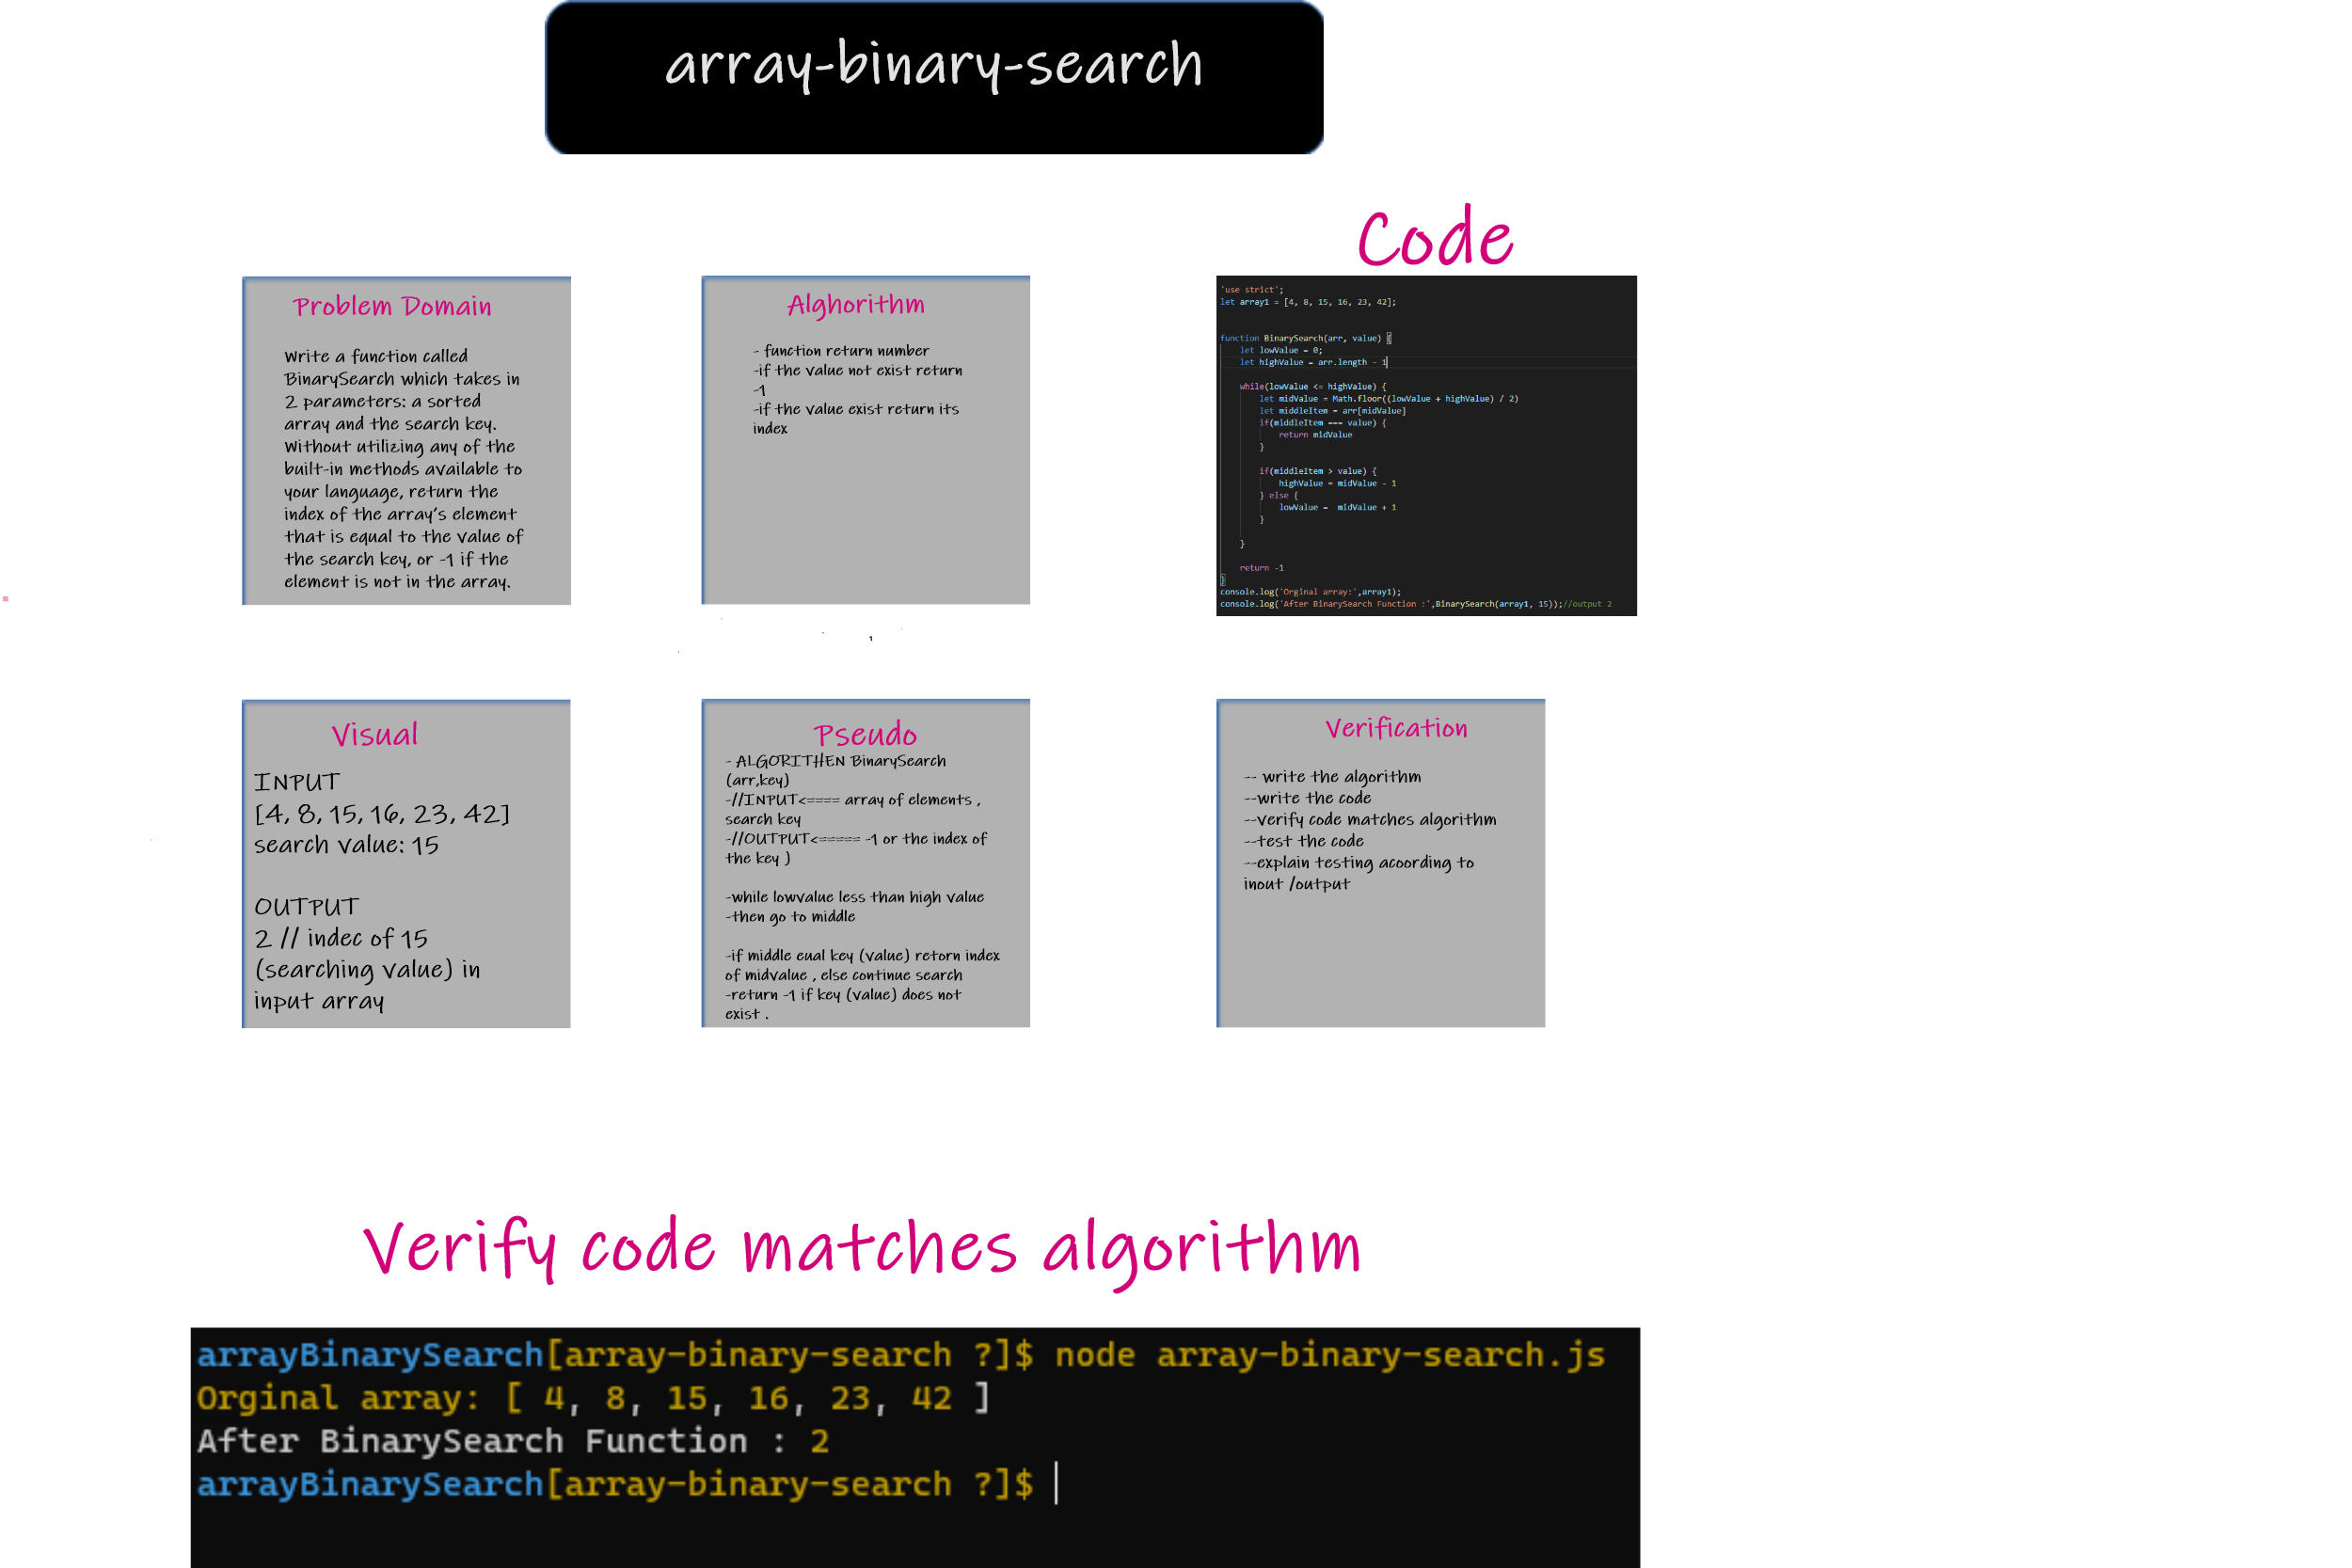 array-binary-search
Problem Domain
Write a function called
BinarySearch which takes in
2 parameters: a sorted
array and the search key.
Without utilizing any of the
built-in methods available to
your language, return the
index of the array's element
that is equal to the value of
the search key, or -1 if the
element is not in the array.
Alghorithm
- function return number
-if the value not exist return
-1
-if the value exist return its
index
Code
'use strict';
let array1 = [4, 8, 15, 16, 23, 42];
function BinarySearch(arr, value) {
let lowValue = 0;
let highValue = arr.length - 1
while(lowValue <= highValue) {
let midValue = Math.floor((lowValue + highValue) / 2)
let middleItem = arr[midValue]
if(middleItem === value) {
return midValue
}
if(middleItem > value) {
highValue = midValue - 1
} else {
lowValue =  midValue + 1
}
}
return -1
}
console.log('Orginal array:',array1);
console.log('After BinarySearch Function :',BinarySearch(array1, 15));//output 2
Visual
INPUT
[4, 8, 15, 16, 23, 42]
search value: 15
OUTPUT
2 // indec of 15
(searching value) in
input array
Pseudo
- ALGORITHEN BinarySearch
(arr,key)
-//INPUT<==== array of elements ,
search key
-//OUTPUT<===== -1 or the index of
the key )
-while lowvalue less than high value
-then go to middle
-if middle eual key (value) retorn index
of midvalue , else continue search
-return -1 if key (value) does not
exist .
Verification
-- write the algorithm
--write the code
--verify code matches algorithm
--test the code
--explain testing acoording to
inout /output
Verify code matches algorithm
arrayBinarySearch[array-binary-search ?]$ node array-binary-search.js
Orginal array: [ 4, 8, 15, 16, 23, 42 ]
After BinarySearch Function : 2
arrayBinarySearch[array-binary-search ?]$